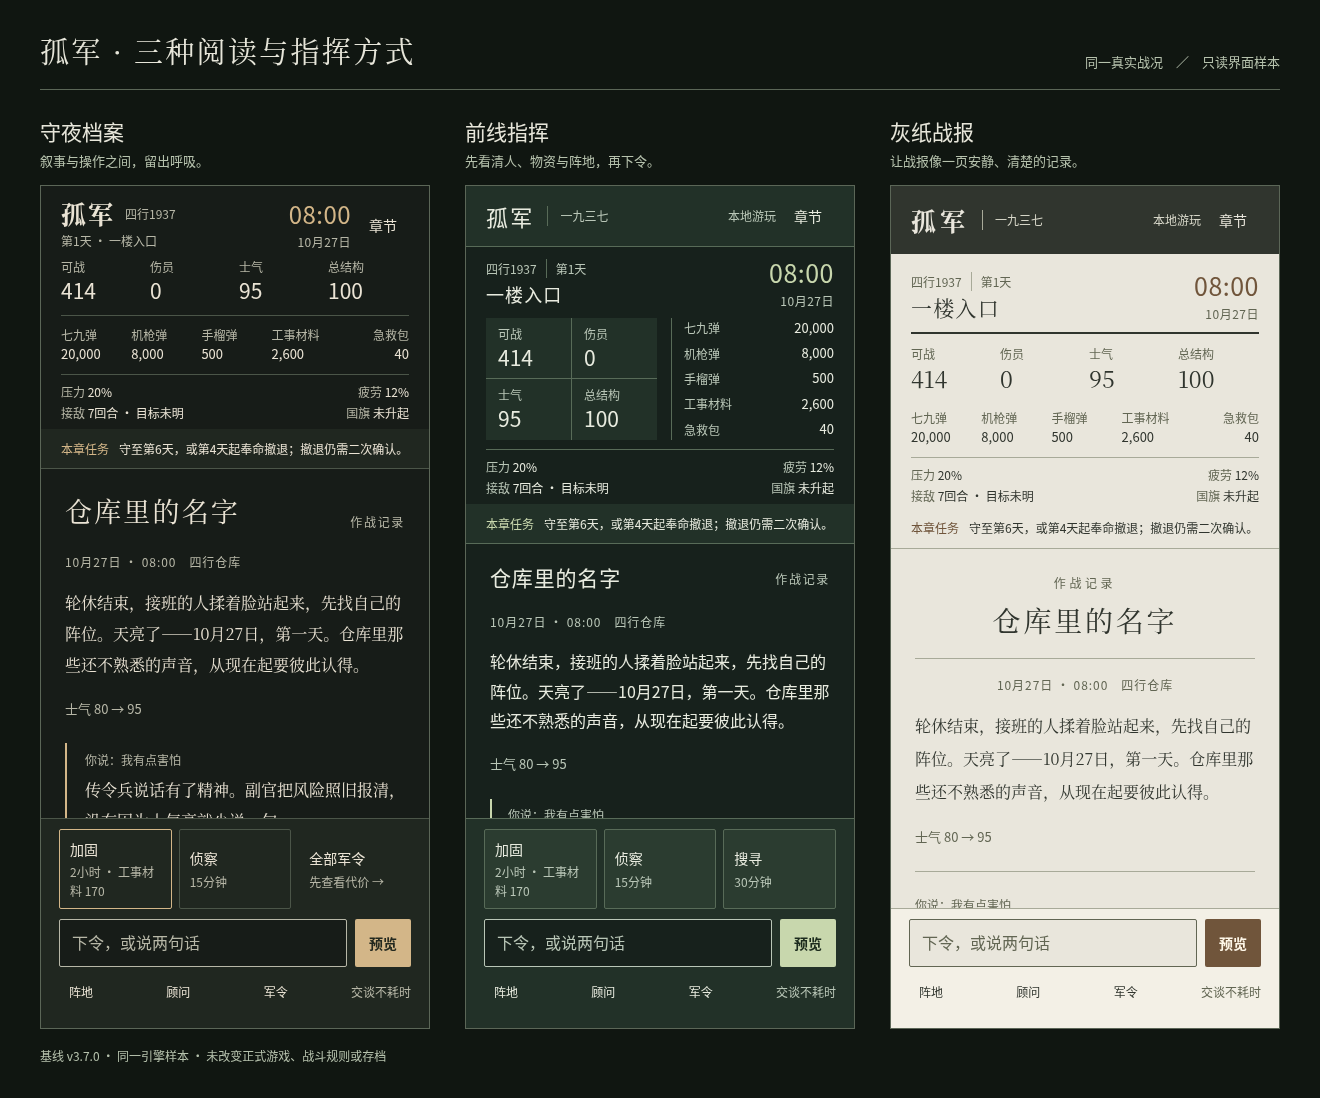 孤军 · 三种阅读与指挥方式
同一真实战况 ／ 只读界面样本
守夜档案
叙事与操作之间，留出呼吸。
孤军 四行1937
08:00
章节
第1天 · 一楼入口
10月27日
可战 伤员 士气 总结构
414 0 95 100
七九弹 机枪弹 手榴弹 工事材料 急救包
20,000 8,000 500 2,600 40
压力 20% 疲劳 12%
接敌 7回合 · 目标未明 国旗 未升起
本章任务 守至第6天，或第4天起奉命撤退；撤退仍需二次确认。
仓库里的名字
作战记录
10月27日 · 08:00 四行仓库
轮休结束，接班的人揉着脸站起来，先找自己的
阵位。天亮了——10月27日，第一天。仓库里那
些还不熟悉的声音，从现在起要彼此认得。
士气 80 → 95
你说：我有点害怕
传令兵说话有了精神。副官把风险照旧报清，
加固
2小时 · 工事材
料 170
侦察
15分钟
全部军令
先查看代价 →
下令，或说两句话
预览
阵地 顾问 军令 交谈不耗时
前线指挥
先看清人、物资与阵地，再下令。
孤军 一九三七
本地游玩 章节
四行1937 第1天
08:00
一楼入口
10月27日
可战 伤员
414 0
士气 总结构
95 100
七九弹 20,000
机枪弹 8,000
手榴弹 500
工事材料 2,600
急救包 40
压力 20% 疲劳 12%
接敌 7回合 · 目标未明 国旗 未升起
本章任务 守至第6天，或第4天起奉命撤退；撤退仍需二次确认。
仓库里的名字
作战记录
10月27日 · 08:00 四行仓库
轮休结束，接班的人揉着脸站起来，先找自己的
阵位。天亮了——10月27日，第一天。仓库里那
些还不熟悉的声音，从现在起要彼此认得。
士气 80 → 95
你说：我有点害怕
加固
2小时 · 工事材
料 170
侦察
15分钟
搜寻
30分钟
下令，或说两句话
预览
阵地 顾问 军令 交谈不耗时
灰纸战报
让战报像一页安静、清楚的记录。
孤军 一九三七
本地游玩 章节
四行1937 第1天
08:00
一楼入口
10月27日
可战 伤员 士气 总结构
414 0 95 100
七九弹 机枪弹 手榴弹 工事材料 急救包
20,000 8,000 500 2,600 40
压力 20% 疲劳 12%
接敌 7回合 · 目标未明 国旗 未升起
本章任务 守至第6天，或第4天起奉命撤退；撤退仍需二次确认。
作战记录
仓库里的名字
10月27日 · 08:00 四行仓库
轮休结束，接班的人揉着脸站起来，先找自己的
阵位。天亮了——10月27日，第一天。仓库里那
些还不熟悉的声音，从现在起要彼此认得。
士气 80 → 95
你说：我有点害怕
下令，或说两句话
预览
阵地 顾问 军令 交谈不耗时
基线 v3.7.0 · 同一引擎样本 · 未改变正式游戏、战斗规则或存档